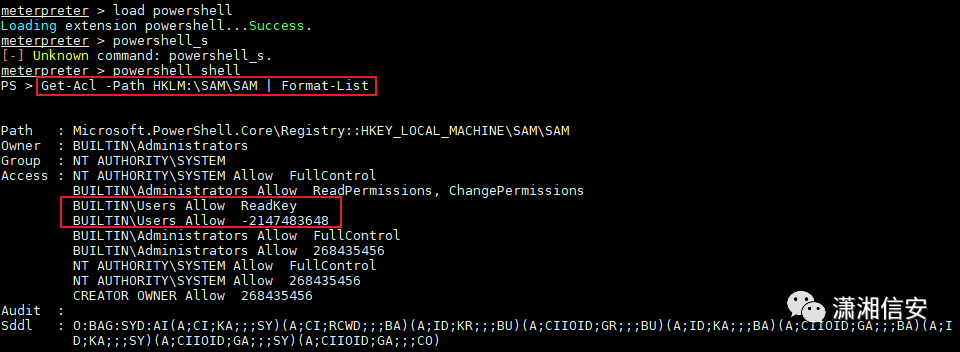 meterpreter > load powershell
Loading extension powershell...Success.
meterpreter > powershell_s
[-] Unknown command: powershell_s.
meterpreter > powershell_shell
PS > Get-Acl -Path HKLM:\SAM\SAM | Format-List
Path   : Microsoft.PowerShell.Core\Registry::HKEY_LOCAL_MACHINE\SAM\SAM
Owner  : BUILTIN\Administrators
Group  : NT AUTHORITY\SYSTEM
Access : NT AUTHORITY\SYSTEM Allow  FullControl
         BUILTIN\Administrators Allow  ReadPermissions, ChangePermissions
         BUILTIN\Users Allow  ReadKey
         BUILTIN\Users Allow  -2147483648
         BUILTIN\Administrators Allow  FullControl
         BUILTIN\Administrators Allow  268435456
         NT AUTHORITY\SYSTEM Allow  FullControl
         NT AUTHORITY\SYSTEM Allow  268435456
         CREATOR OWNER Allow  268435456
Audit  :
Sddl   : O:BAG:SYD:AI(A;CI;KA;;;SY)(A;CI;RCWD;;;BA)(A;ID;KR;;;BU)(A;CIIOID;GR;;;BU)(A;ID;KA;;;BA)(A;CIIOID;GA;;;BA)(A;I
         D;KA;;;SY)(A;CIIOID;GA;;;SY)(A;CIIOID;GA;;;CO)
潇湘信安